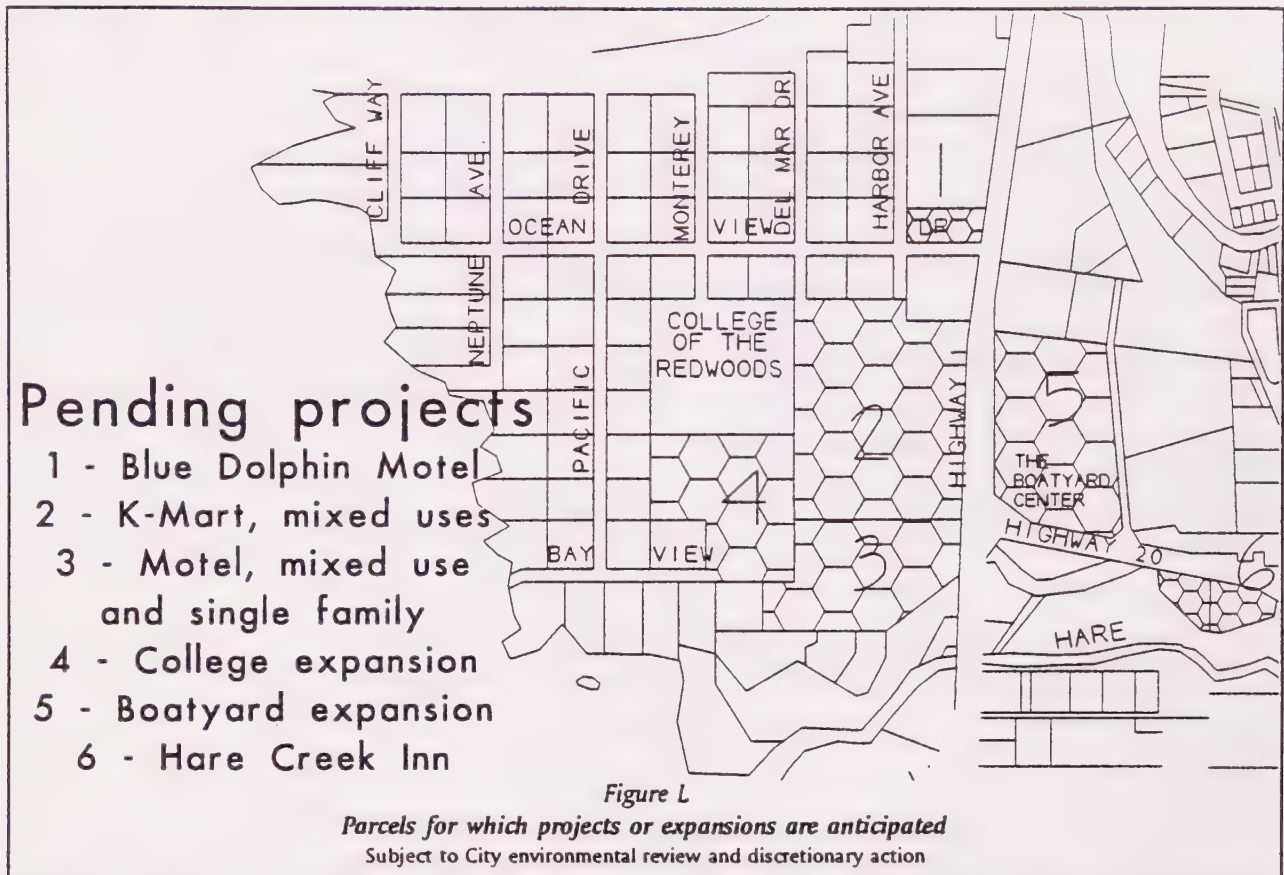 CLIFF WAY
AVE
DRIVE
MONTEREY
DEL MAR DR
HARBOR AVE
1
OCEAN VIEW DR
NEPTUNE
COLLEGE
OF THE
REDWOODS
PACIFIC
2
HIGHWAY 1
5
THE
BOATYARD
CENTER
4
3
HIGHWAY 20
6
BAY VIEW
HARE
Pending projects
1 - Blue Dolphin Motel
2 - K-Mart, mixed uses
3 - Motel, mixed use
and single family
4 - College expansion
5 - Boatyard expansion
6 - Hare Creek Inn
Figure L
Parcels for which projects or expansions are anticipated
Subject to City environmental review and discretionary action